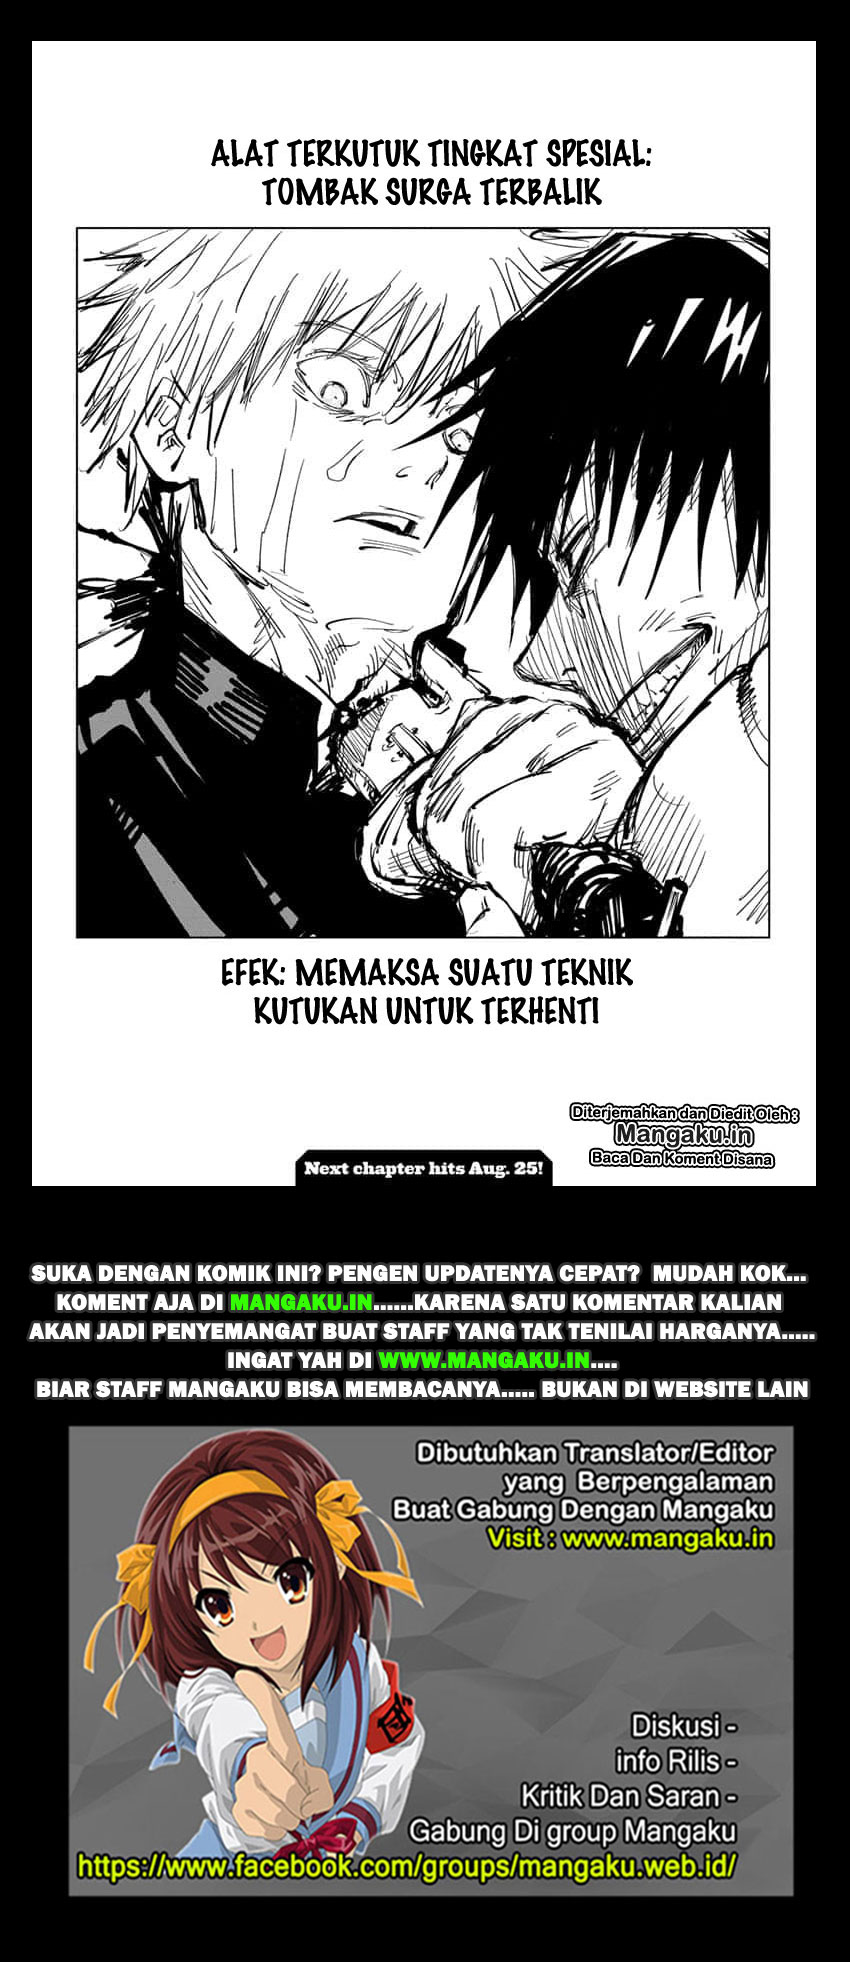 ALAT TERKUTUK TINGKAT SPESIAL:
TOMBAK SURGA TERBALIK
EFEK: MEMAKSA SUATU TEKNIK
KUTUKAN UNTUK TERHENTI
Diterjemahkan dan Diedit Oleh:
Mangaku.in
Baca Dan Koment Disana
Next chapter hits Aug. 25!
SUKA DENGAN KOMIK INI? PENGEN UPDATENYA CEPAT? MUDAH KOK...
KOMENT AJA DI MANGAKU.IN......KARENA SATU KOMENTAR KALIAN
AKAN JADI PENYEMANGAT BUAT STAFF YANG TAK TENILAI HARGANYA.....
INGAT YAH DI WWW.MANGAKU.IN....
BIAR STAFF MANGAKU BISA MEMBACANYA..... BUKAN DI WEBSITE LAIN
Dibutuhkan Translator/Editor
yang Berpengalaman
Buat Gabung Dengan Mangaku
Visit : www.mangaku.in
Diskusi -
info Rilis -
Kritik Dan Saran -
Gabung Di group Mangaku
https://www.facebook.com/groups/mangaku.web.id/